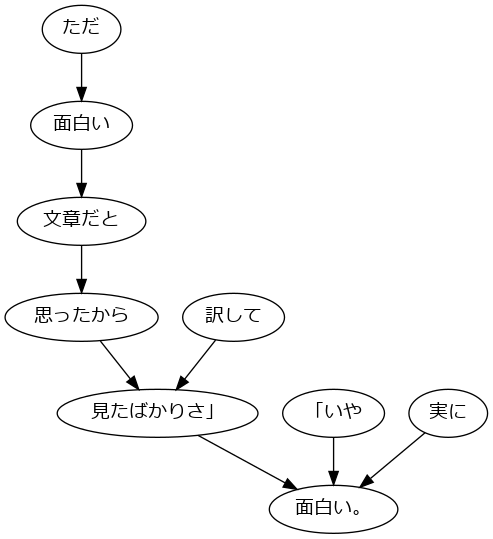 ただ
面白い
文章だと
思ったから
訳して
見たばかりさ」
「いや
実に
面白い。